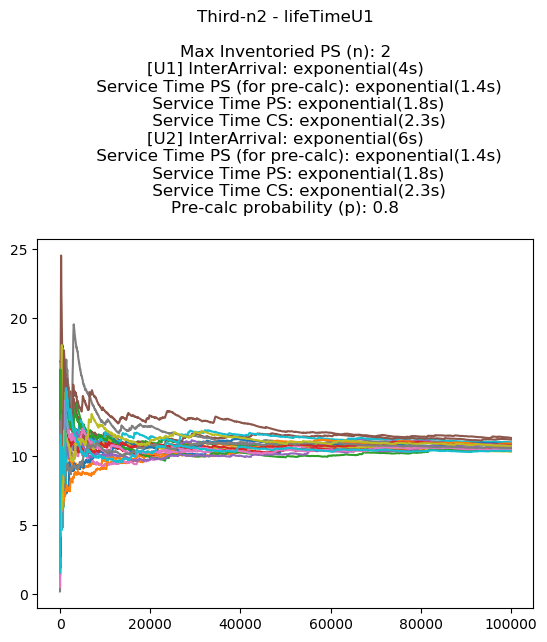 Third-n2 - lifeTimeU1
Max Inventoried PS (n): 2
[U1] InterArrival: exponential(4s)
Service Time PS (for pre-calc): exponential(1.4s)
Service Time PS: exponential(1.8s)
Service Time CS: exponential(2.3s)
[U2] InterArrival: exponential(6s)
Service Time PS (for pre-calc): exponential(1.4s)
Service Time PS: exponential(1.8s)
Service Time CS: exponential(2.3s)
Pre-calc probability (p): 0.8
25
20
15
10
5
0
0 20000 40000 60000 80000 100000